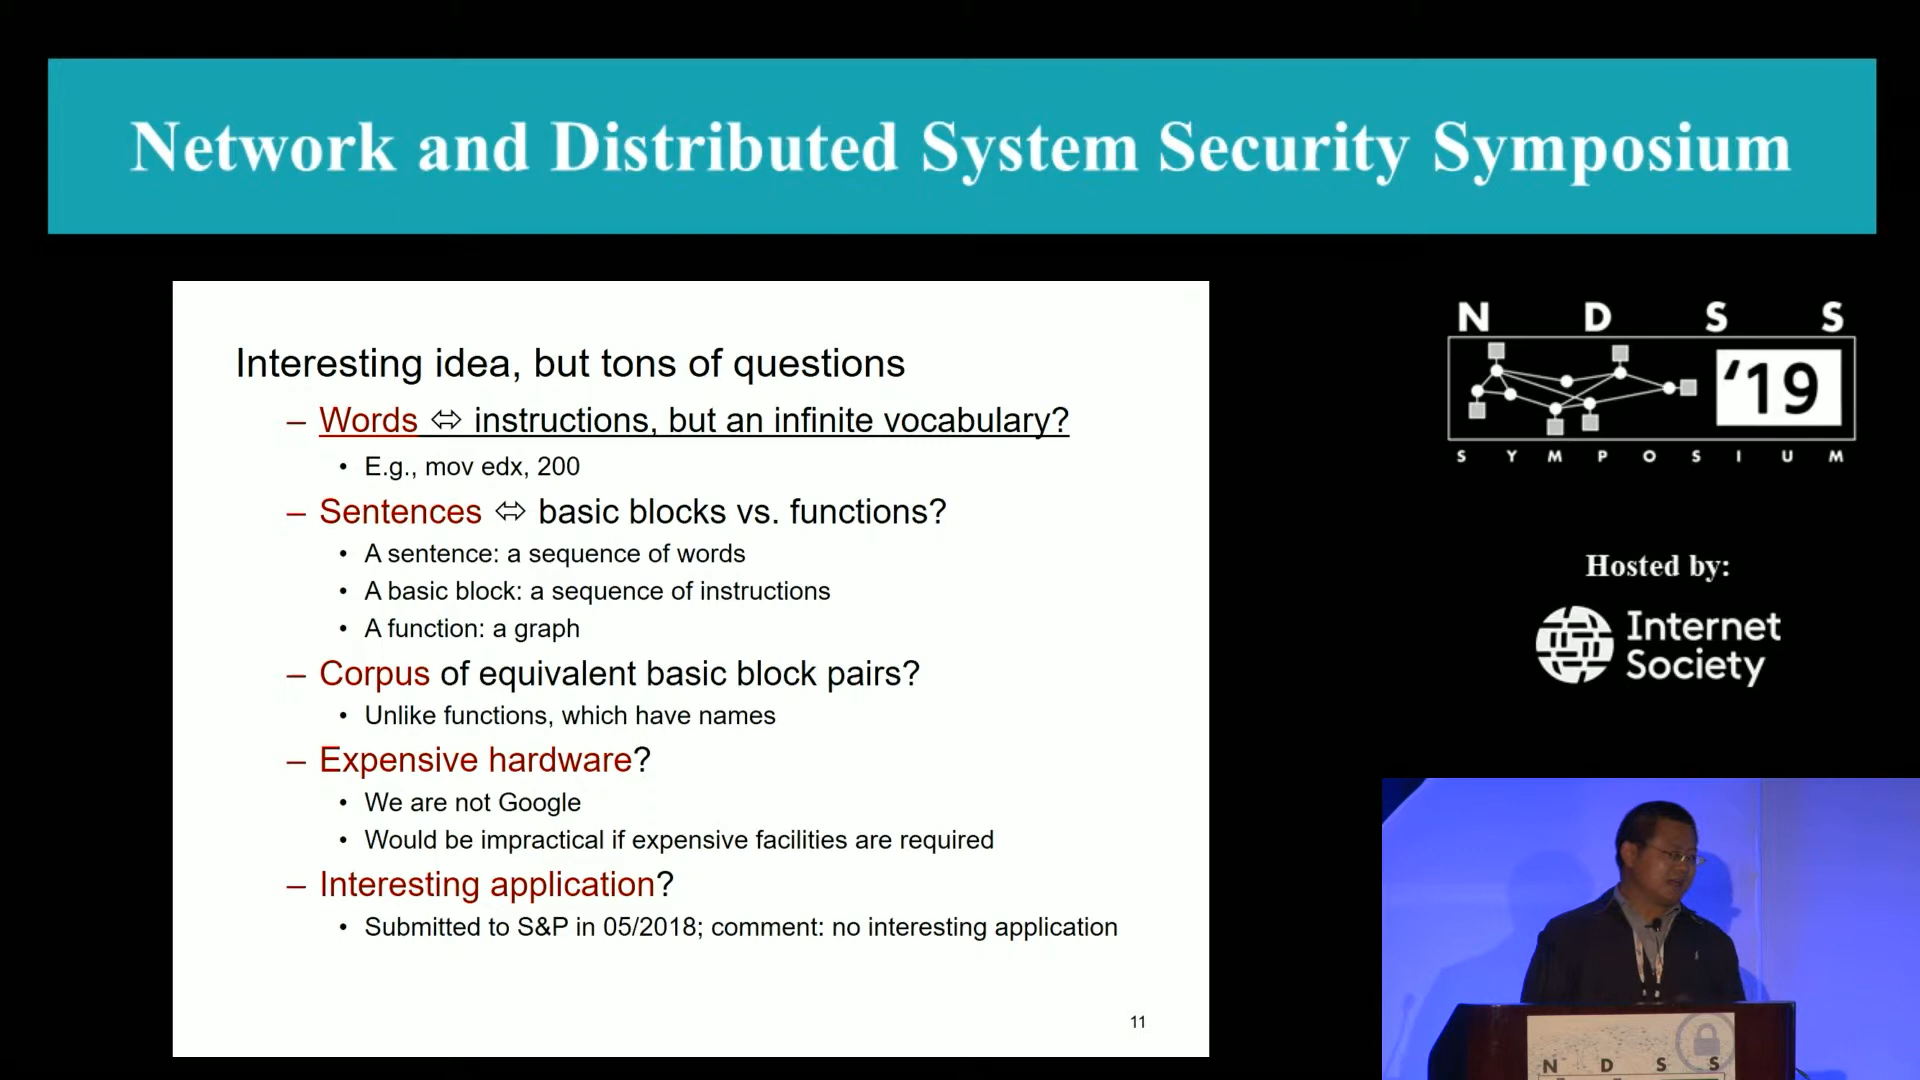 Network and Distributed System Security Symposium
Interesting idea, but tons of questions
– Words ⇔ instructions, but an infinite vocabulary?
• E.g., mov edx, 200
– Sentences ⇔ basic blocks vs. functions?
• A sentence: a sequence of words
• A basic block: a sequence of instructions
• A function: a graph
– Corpus of equivalent basic block pairs?
• Unlike functions, which have names
– Expensive hardware?
• We are not Google
• Would be impractical if expensive facilities are required
– Interesting application?
• Submitted to S&P in 05/2018; comment: no interesting application
11
N D S S
'19
S Y M P O S I U M
Hosted by:
Internet
Society
N D S S